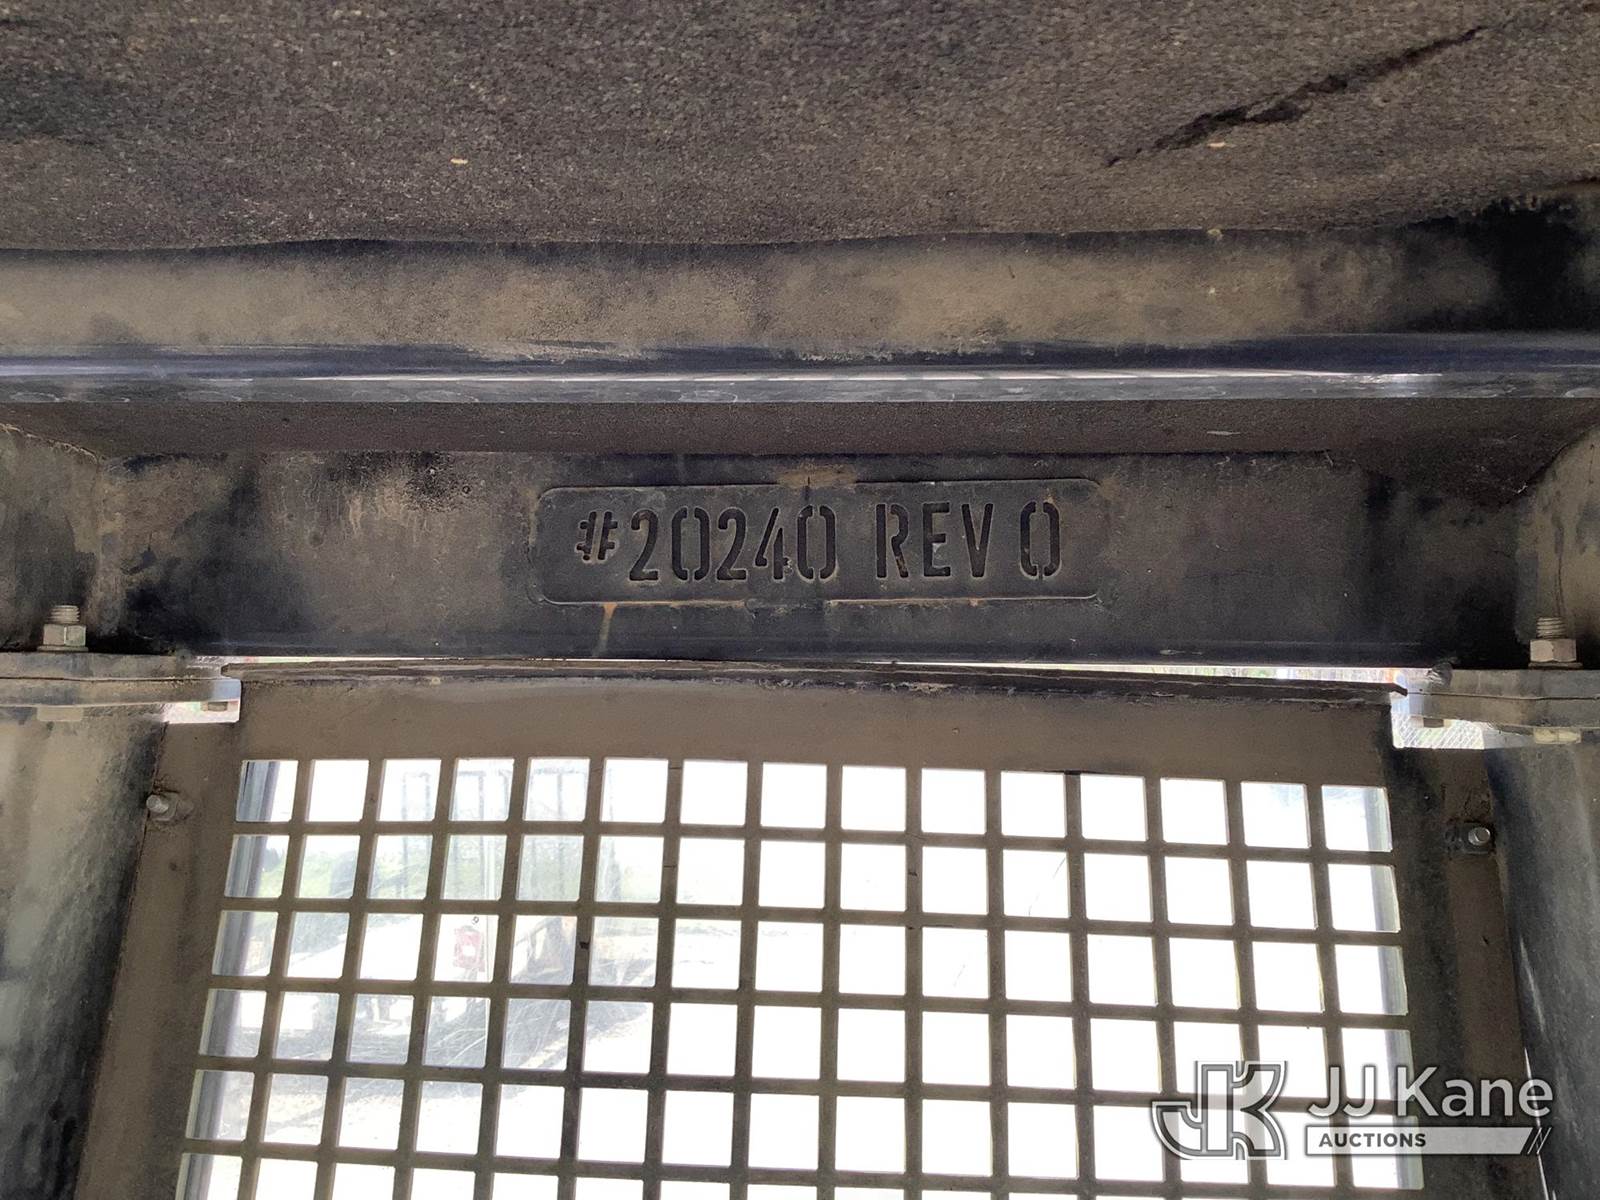 #20240 REV 0
JJ Kane
AUCTIONS